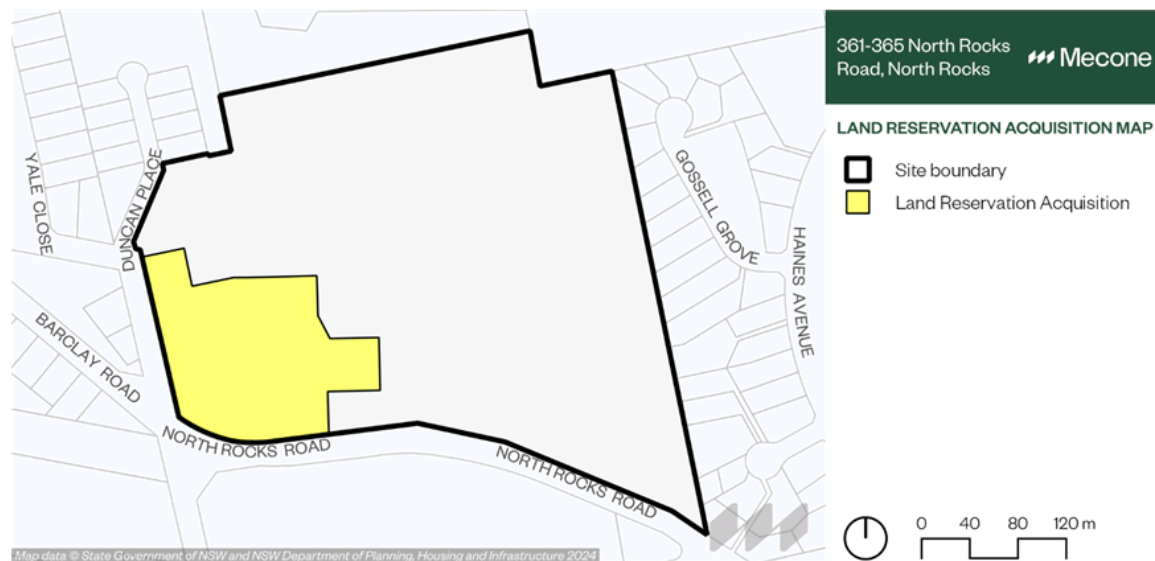 361-365 North Rocks
Road, North Rocks
Mecone
LAND RESERVATION ACQUISITION MAP
Site boundary
Land Reservation Acquisition
YALE CLOSE
DUNCAN PLACE
BARCLAY ROAD
NORTH ROCKS ROAD
NORTH ROCKS ROAD
GOSSELL GROVE
HAINES AVENUE
0 40 80 120 m
Map data © State Government of NSW and NSW Department of Planning, Housing and Infrastructure 2024